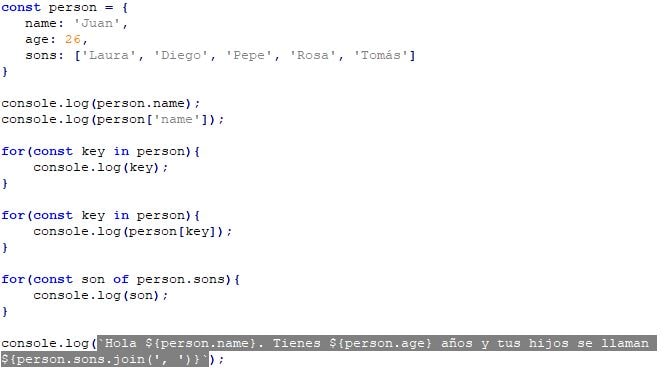 const person = {
   name: 'Juan',
   age: 26,
   sons: ['Laura', 'Diego', 'Pepe', 'Rosa', 'Tomás']
}
console.log(person.name);
console.log(person['name']);
for(const key in person){
    console.log(key);
}
for(const key in person){
    console.log(person[key]);
}
for(const son of person.sons){
    console.log(son);
}
console.log(`Hola ${person.name}. Tienes ${person.age} años y tus hijos se llaman
${person.sons.join(', ')}`);